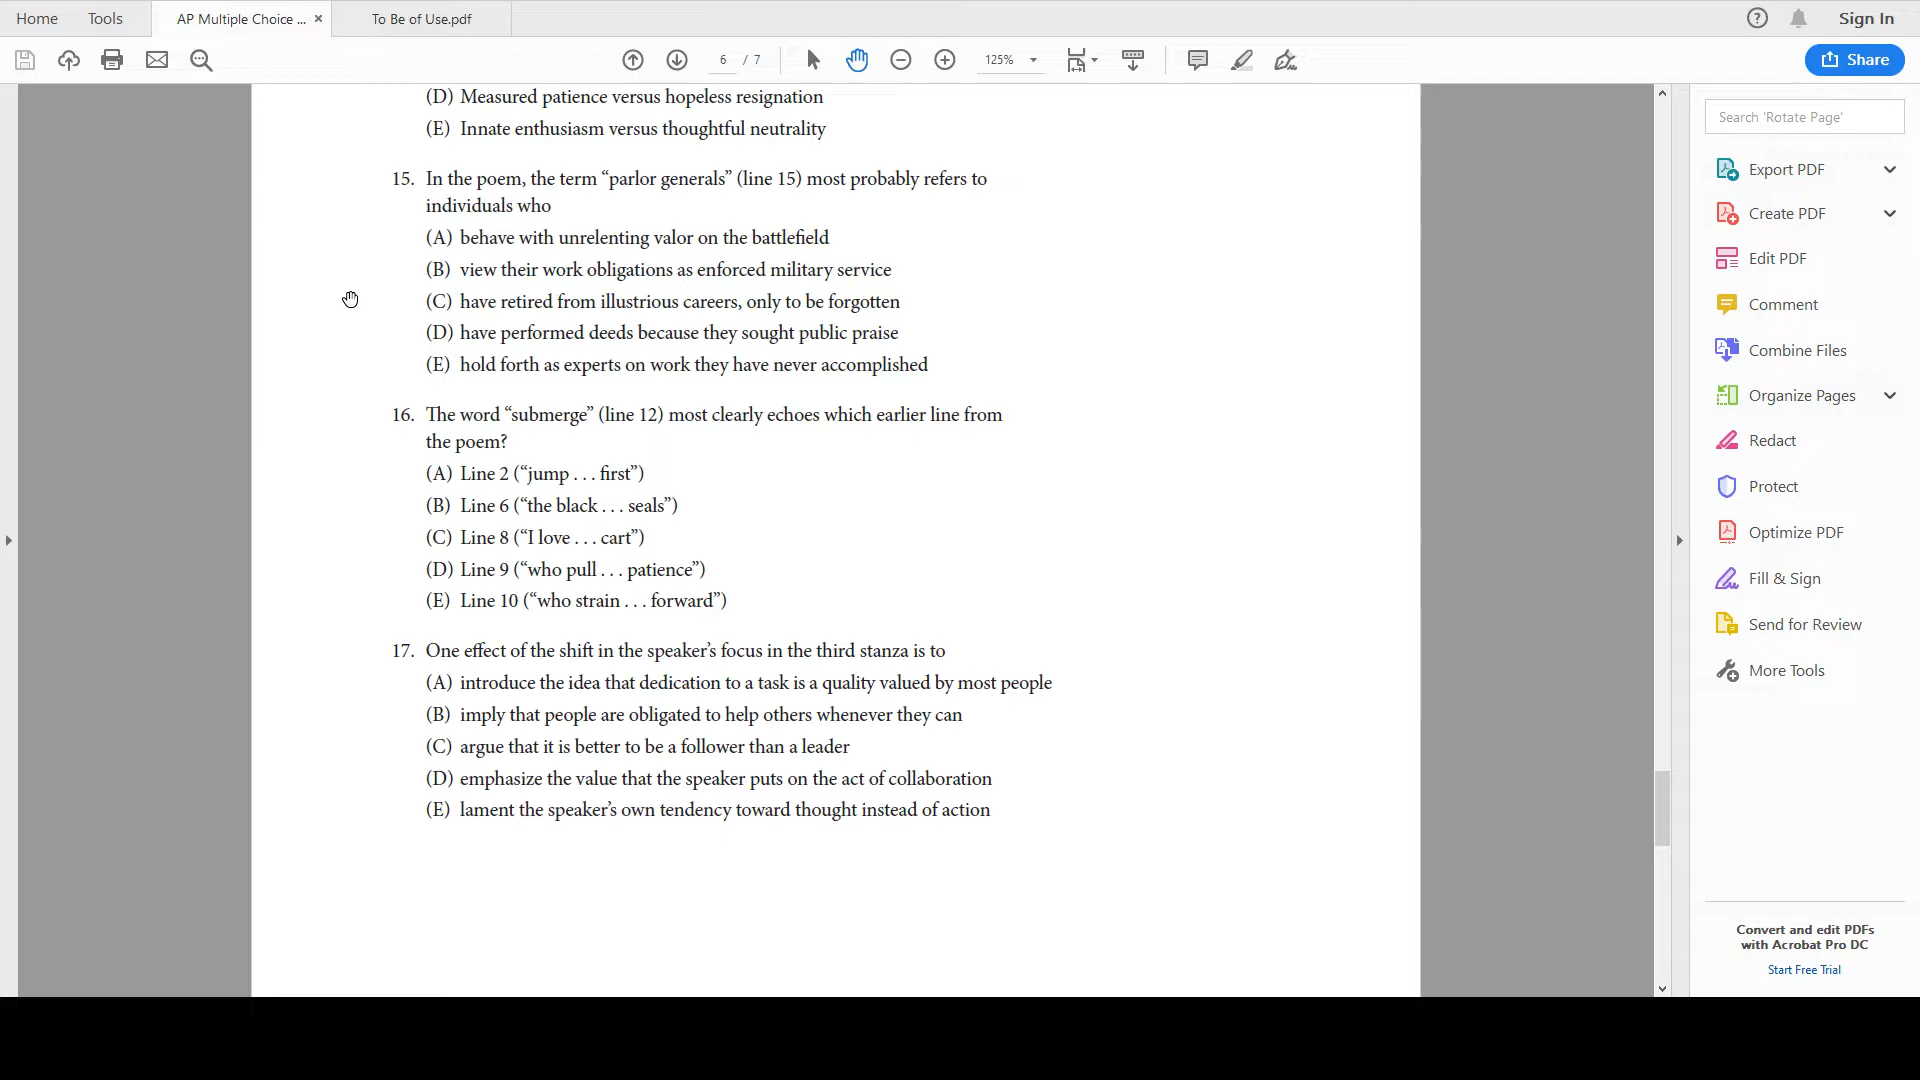 Home
Tools
AP Multiple Choice ...
To Be of Use.pdf
Sign In
6 / 7
125%
Share
(D) Measured patience versus hopeless resignation
(E) Innate enthusiasm versus thoughtful neutrality
15. In the poem, the term “parlor generals” (line 15) most probably refers to
individuals who
(A) behave with unrelenting valor on the battlefield
(B) view their work obligations as enforced military service
(C) have retired from illustrious careers, only to be forgotten
(D) have performed deeds because they sought public praise
(E) hold forth as experts on work they have never accomplished
16. The word “submerge” (line 12) most clearly echoes which earlier line from
the poem?
(A) Line 2 (“jump . . . first”)
(B) Line 6 (“the black . . . seals”)
(C) Line 8 (“I love . . . cart”)
(D) Line 9 (“who pull . . . patience”)
(E) Line 10 (“who strain . . . forward”)
17. One effect of the shift in the speaker’s focus in the third stanza is to
(A) introduce the idea that dedication to a task is a quality valued by most people
(B) imply that people are obligated to help others whenever they can
(C) argue that it is better to be a follower than a leader
(D) emphasize the value that the speaker puts on the act of collaboration
(E) lament the speaker’s own tendency toward thought instead of action
Search 'Rotate Page'
Export PDF
Create PDF
Edit PDF
Comment
Combine Files
Organize Pages
Redact
Protect
Optimize PDF
Fill & Sign
Send for Review
More Tools
Convert and edit PDFs
with Acrobat Pro DC
Start Free Trial